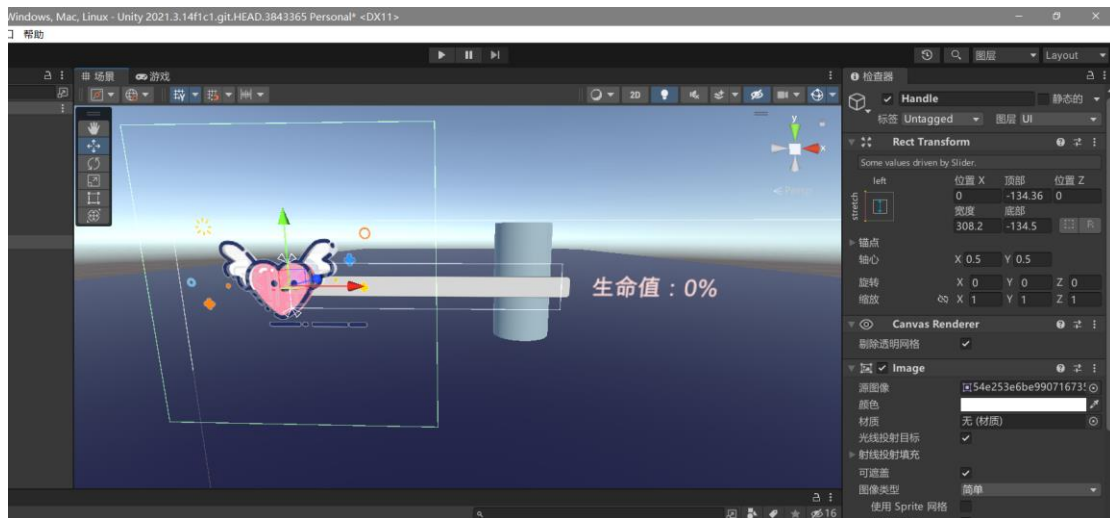 Windows, Mac, Linux - Unity 2021.3.14f1c1.git.HEAD.3843365 Personal* <DX11>
帮助
图层
Layout
场景
游戏
2D
y
x
< Persp
生命值：0%
16
检查器
Handle
静态的
标签 Untagged 图层 UI
Rect Transform
Some values driven by Slider.
left 位置 X 顶部 位置 Z
stretch
0 -134.36 0
宽度 底部
308.2 -134.5 R
锚点
轴心 X 0.5 Y 0.5
旋转 X 0 Y 0 Z 0
缩放 X 1 Y 1 Z 1
Canvas Renderer
剔除透明网格
Image
源图像 54e253e6be99071673
颜色
材质 无 (材质)
光线投射目标
射线投射填充
可遮盖
图像类型 简单
使用 Sprite 网格